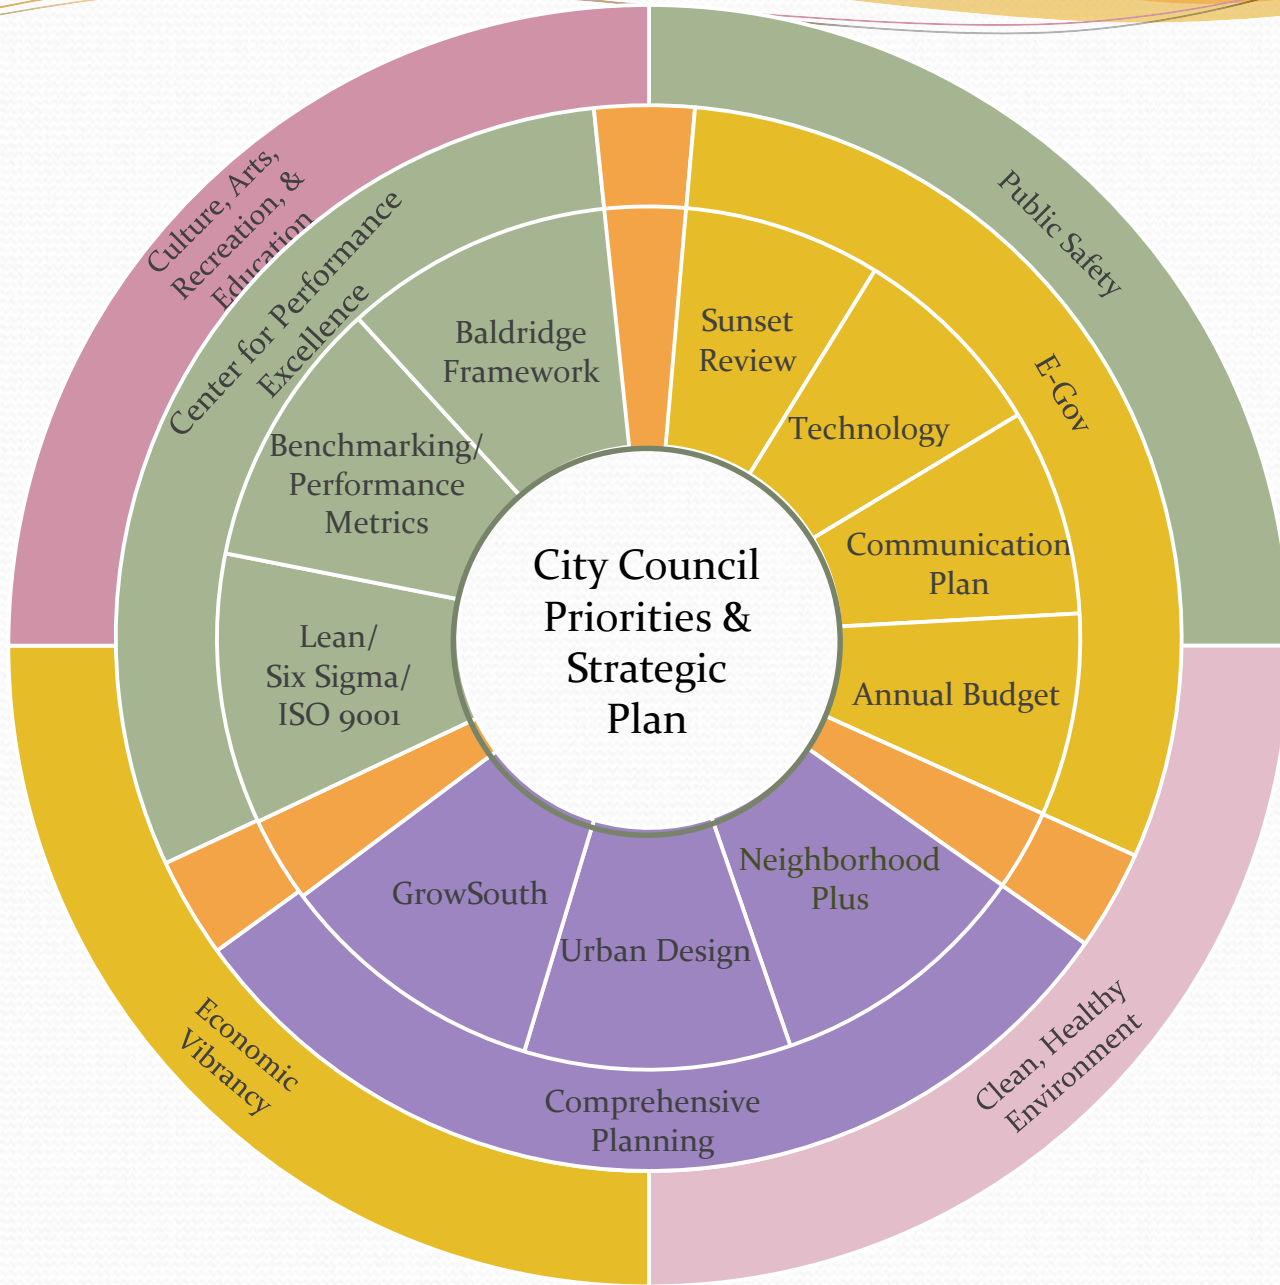 Culture, Arts,
Recreation, &
Education
Public Safety
Center for Performance
Excellence
E-Gov
Baldridge
Framework
Sunset
Review
Technology
Benchmarking/
Performance
Metrics
Communication
Plan
City Council
Priorities &
Strategic
Plan
Lean/
Six Sigma/
ISO 9001
Annual Budget
Neighborhood
Plus
GrowSouth
Urban Design
Economic
Vibrancy
Clean, Healthy
Environment
Comprehensive
Planning